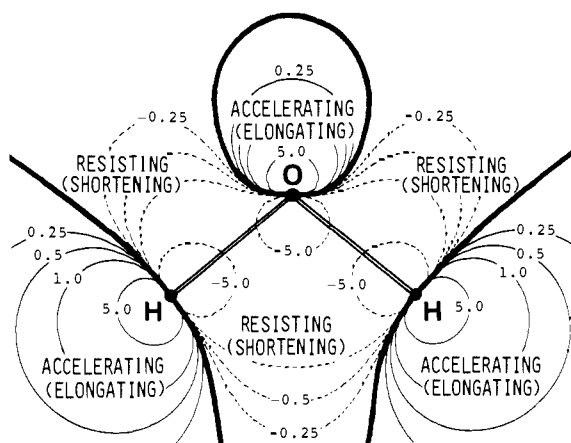 0.25
ACCELERATING
(ELONGATING)
-0.25
-0.25
5.0
O
RESISTING
(SHORTENING)
RESISTING
(SHORTENING)
0.25
0.5
1.0
5.0
H
-5.0
-5.0
-5.0
0.25
0.5
1.0
5.0
H
RESISTING
(SHORTENING)
ACCELERATING
(ELONGATING)
ACCELERATING
(ELONGATING)
-0.5
-0.25